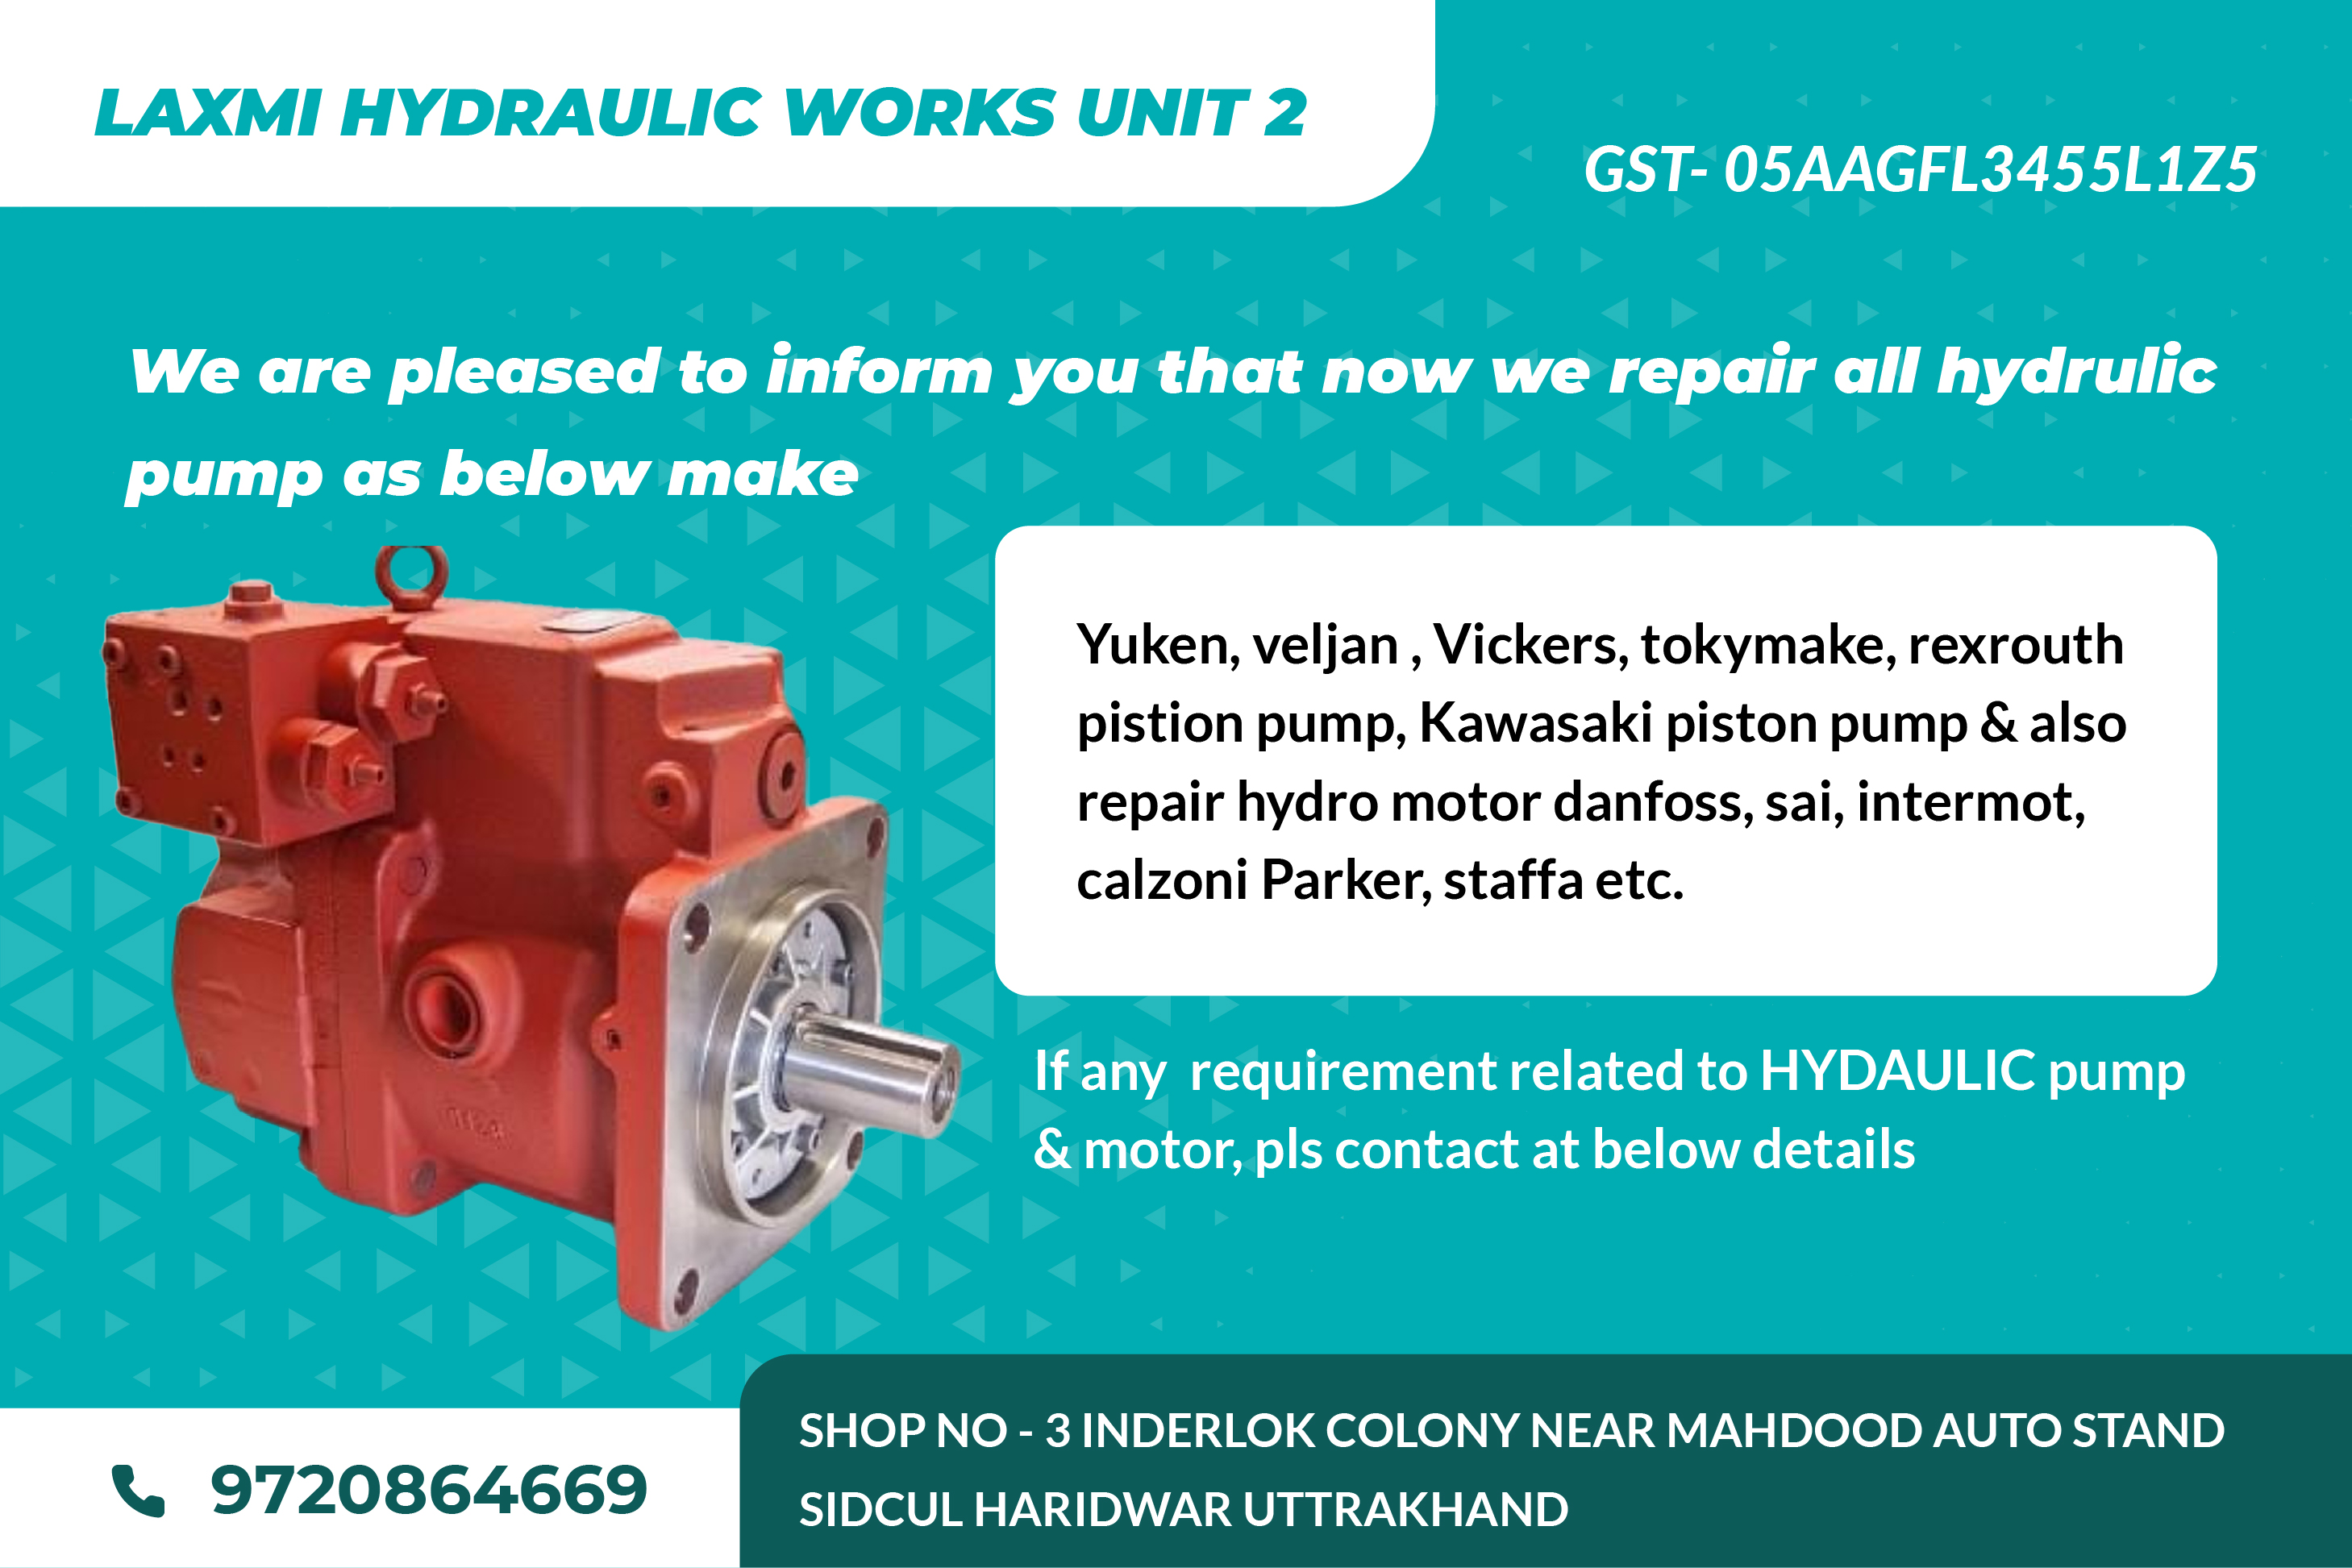 LAXMI HYDRAULIC WORKS UNIT 2
GST- 05AAGFL3455L1Z5
We are pleased to inform you that now we repair all hydrulic
pump as below make
Yuken, veljan , Vickers, tokymake, rexrouth
pistion pump, Kawasaki piston pump & also
repair hydro motor danfoss, sai, intermot,
calzoni Parker, staffa etc.
If any  requirement related to HYDAULIC pump
& motor, pls contact at below details
9720864669
SHOP NO - 3 INDERLOK COLONY NEAR MAHDOOD AUTO STAND
SIDCUL HARIDWAR UTTRAKHAND